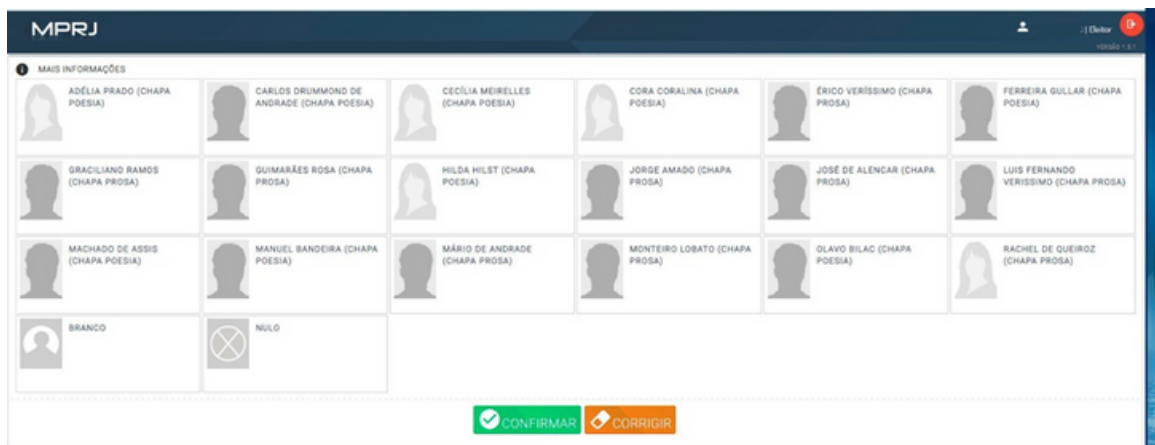 MPRJ
:| Eleitor
VERSÃO 1.5.1
MAIS INFORMAÇÕES
ADÉLIA PRADO (CHAPA
POESIA)
CARLOS DRUMMOND DE
ANDRADE (CHAPA POESIA)
CECÍLIA MEIRELLES
(CHAPA POESIA)
CORA CORALINA (CHAPA
POESIA)
ÉRICO VERÍSSIMO (CHAPA
PROSA)
FERREIRA GULLAR (CHAPA
POESIA)
GRACILIANO RAMOS
(CHAPA PROSA)
GUIMARÃES ROSA (CHAPA
PROSA)
HILDA HILST (CHAPA
POESIA)
JORGE AMADO (CHAPA
PROSA)
JOSÉ DE ALENCAR (CHAPA
PROSA)
LUIS FERNANDO
VERISSIMO (CHAPA PROSA)
MACHADO DE ASSIS
(CHAPA POESIA)
MANUEL BANDEIRA (CHAPA
POESIA)
MÁRIO DE ANDRADE
(CHAPA PROSA)
MONTEIRO LOBATO (CHAPA
PROSA)
OLAVO BILAC (CHAPA
POESIA)
RACHEL DE QUEIROZ
(CHAPA PROSA)
BRANCO
NULO
CONFIRMAR
CORRIGIR